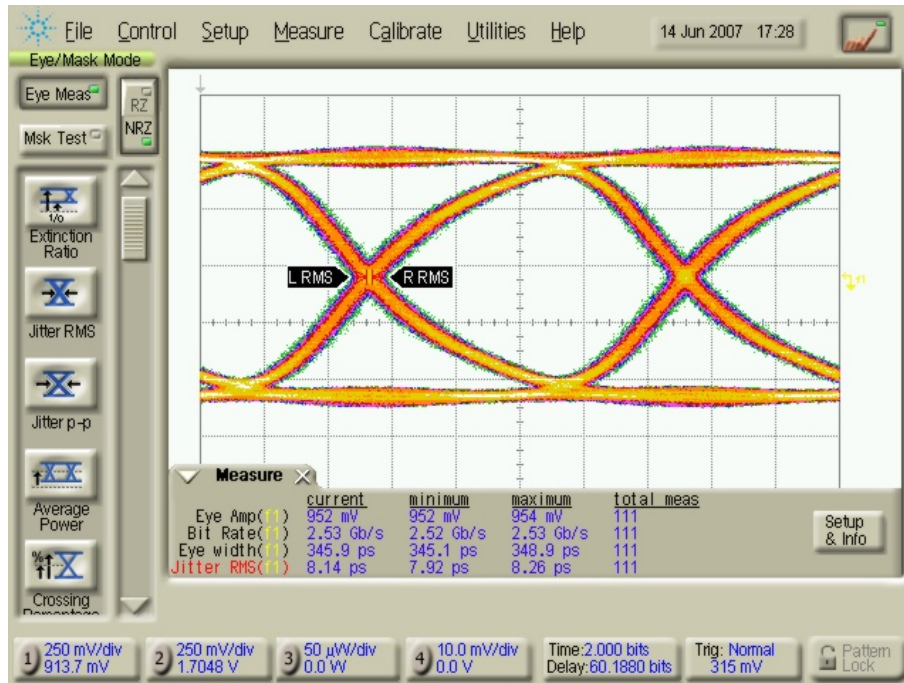 File Control Setup Measure Calibrate Utilities Help 14 Jun 2007 17:28
Eye/Mask Mode
Eye Meas
RZ
NRZ
Msk Test
1/0
Extinction
Ratio
Jitter RMS
Jitter p-p
Average
Power
%
Crossing
Percentage
L RMS R RMS
f1
Measure
current minimum maximum total meas
Eye Amp(f1) 952 mV 952 mV 954 mV 111
Bit Rate(f1) 2.53 Gb/s 2.52 Gb/s 2.53 Gb/s 111
Eye width(f1) 345.9 ps 345.1 ps 348.9 ps 111
Jitter RMS(f1) 8.14 ps 7.92 ps 8.26 ps 111
Setup
& Info
1 250 mV/div
913.7 mV
2 250 mV/div
1.7048 V
3 50 µW/div
0.0 W
4 10.0 mV/div
0.0 V
Time:2.000 bits
Delay:60.1880 bits
Trig: Normal
315 mV
Pattern
Lock